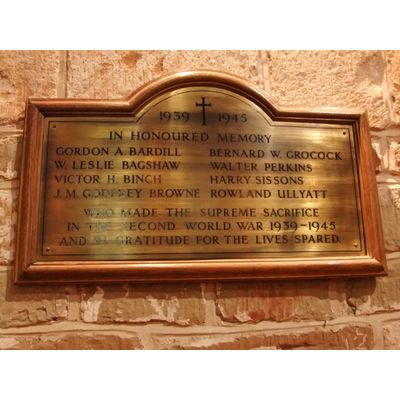 1939 † 1945
IN HONOURED MEMORY
GORDON A. BARDILL BERNARD W. GROCOCK
W. LESLIE BAGSHAW WALTER PERKINS
VICTOR H. BINCH HARRY SISSONS
J.M. GODFREY BROWNE ROWLAND ULLYATT
WHO MADE THE SUPREME SACRIFICE
IN THE SECOND WORLD WAR 1939-1945
AND IN GRATITUDE FOR THE LIVES SPARED.